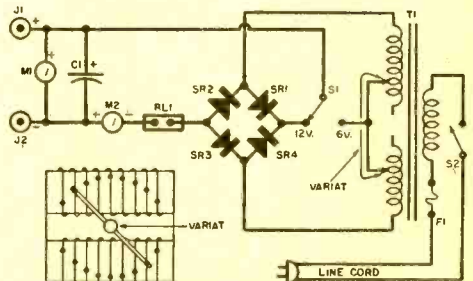 J1
T1
+
+
+
M1
C1
+
SR2
SR1
S1
M2
RL1
J2
-
+
-
12V.
6V.
S2
SR3
SR4
VARIAT
VARIAT
F1
LINE CORD